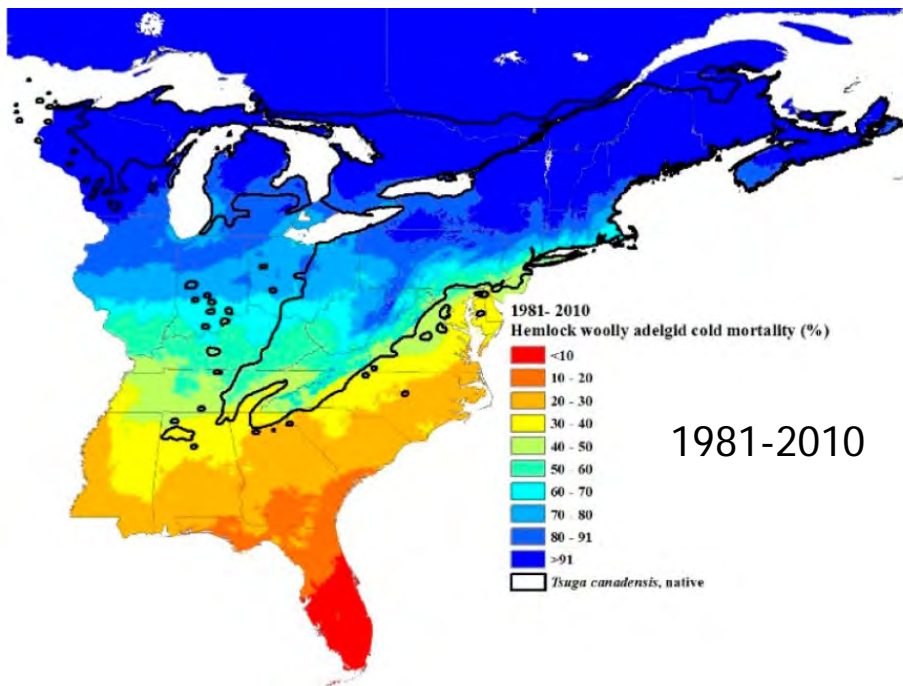 1981- 2010
Hemlock woolly adelgid cold mortality (%)
<10
10 - 20
20 - 30
30 - 40
40 - 50
50 - 60
60 - 70
70 - 80
80 - 91
>91
Tsuga canadensis, native
1981-2010